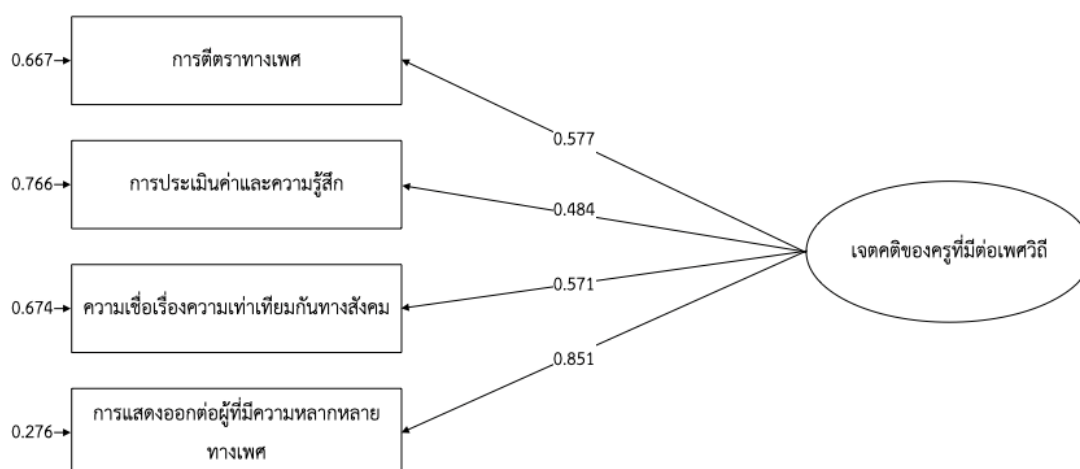 0.667
การตีตราทางเพศ
0.577
0.766
การประเมินค่าและความรู้สึก
0.484
เจตคติของครูที่มีต่อเพศวิถี
0.674
ความเชื่อเรื่องความเท่าเทียมกันทางสังคม
0.571
0.851
0.276
การแสดงออกต่อผู้ที่มีความหลากหลาย
ทางเพศ